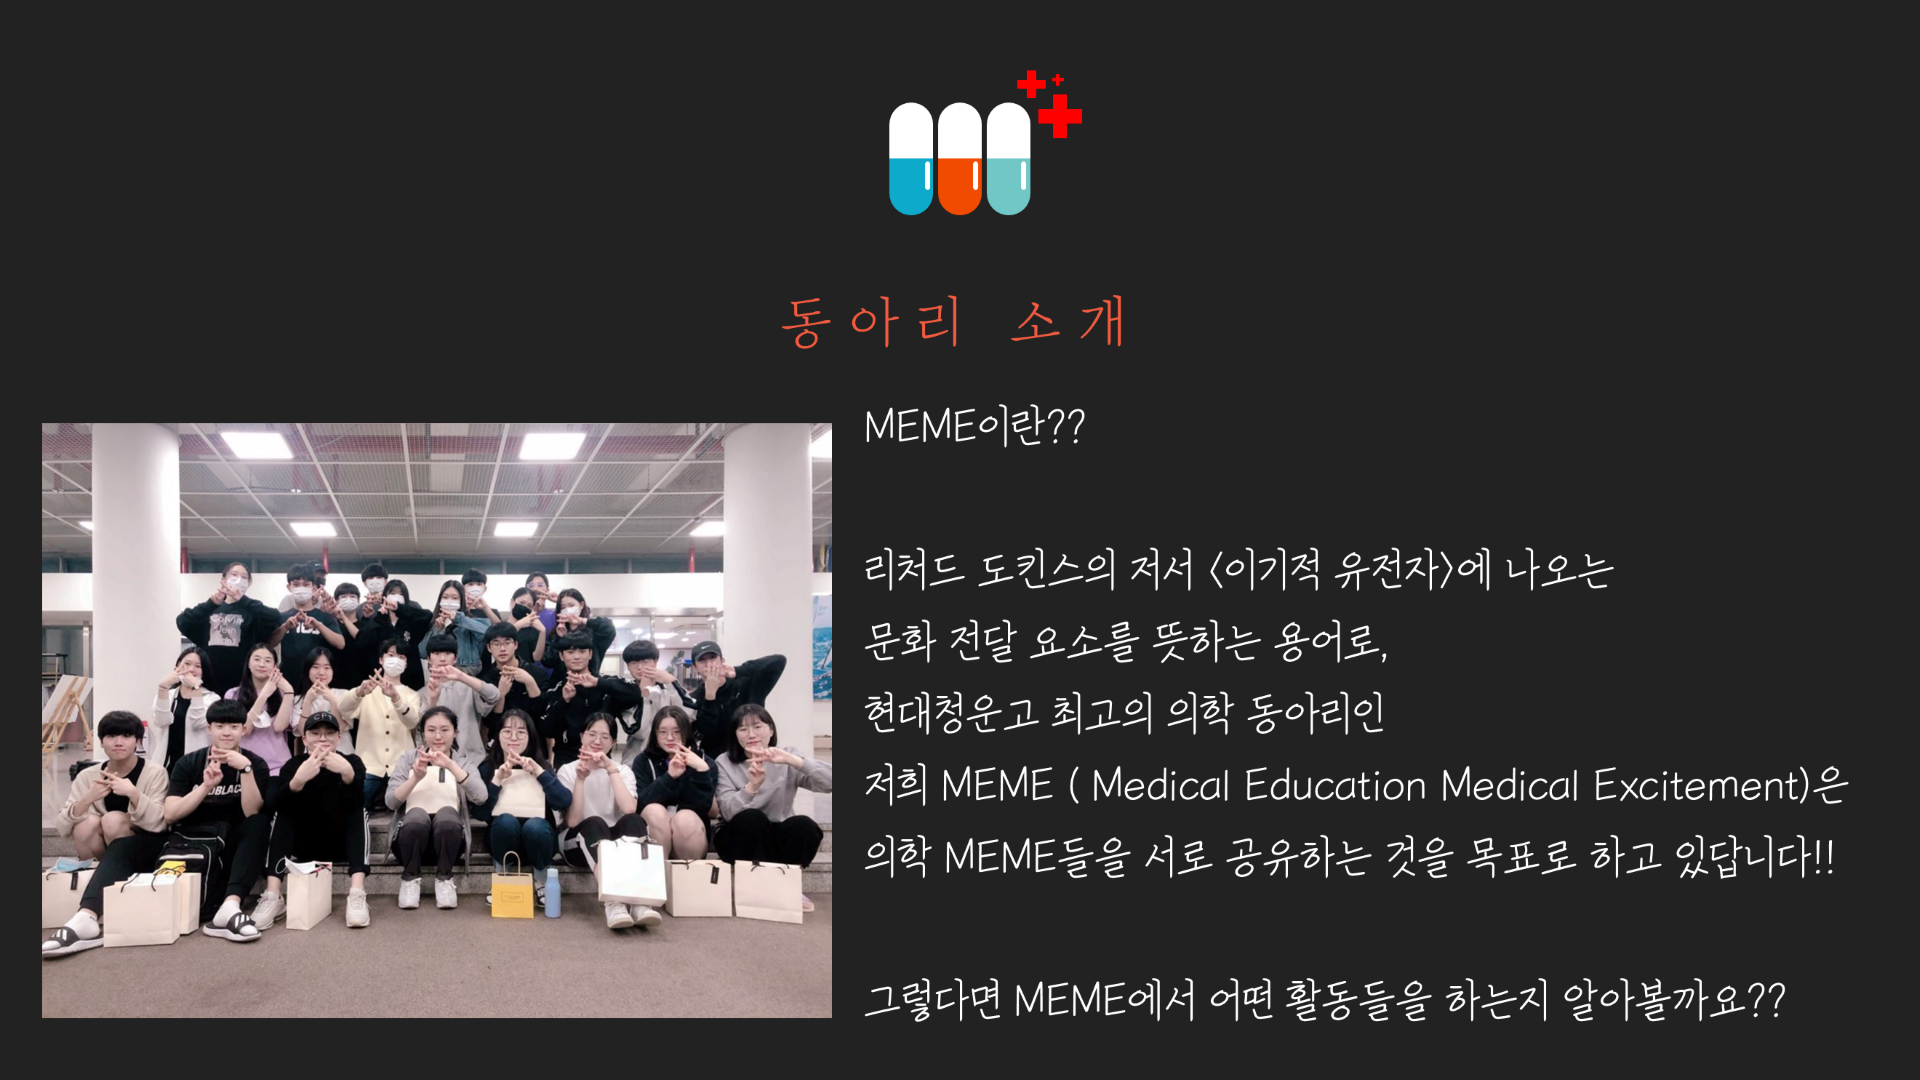 동아리 소개
MEME이란??
리처드 도킨스의 저서 <이기적 유전자>에 나오는
문화 전달 요소를 뜻하는 용어로,
현대청운고 최고의 의학 동아리인
저희 MEME ( Medical Education Medical Excitement)은
의학 MEME들을 서로 공유하는 것을 목표로 하고 있답니다!!
그렇다면 MEME에서 어떤 활동들을 하는지 알아볼까요??